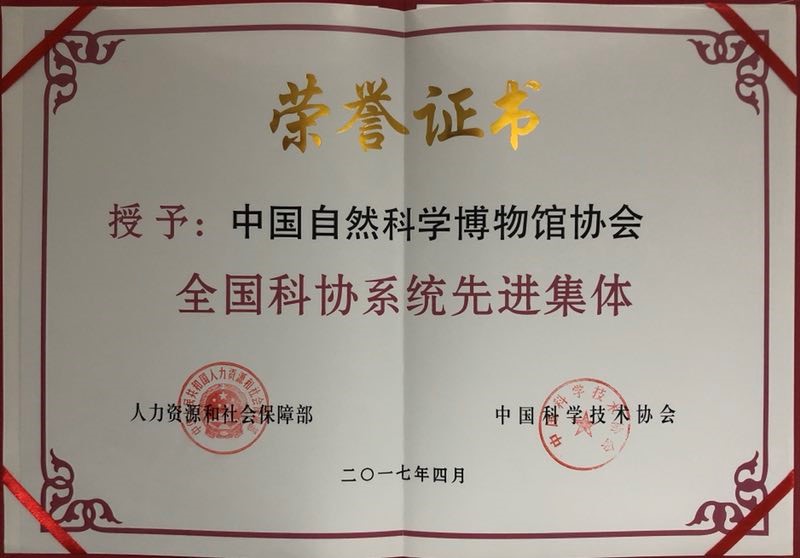 荣誉证书
授予：中国自然科学博物馆协会
全国科协系统先进集体
人力资源和社会保障部 中国科学技术协会
二〇一七年四月